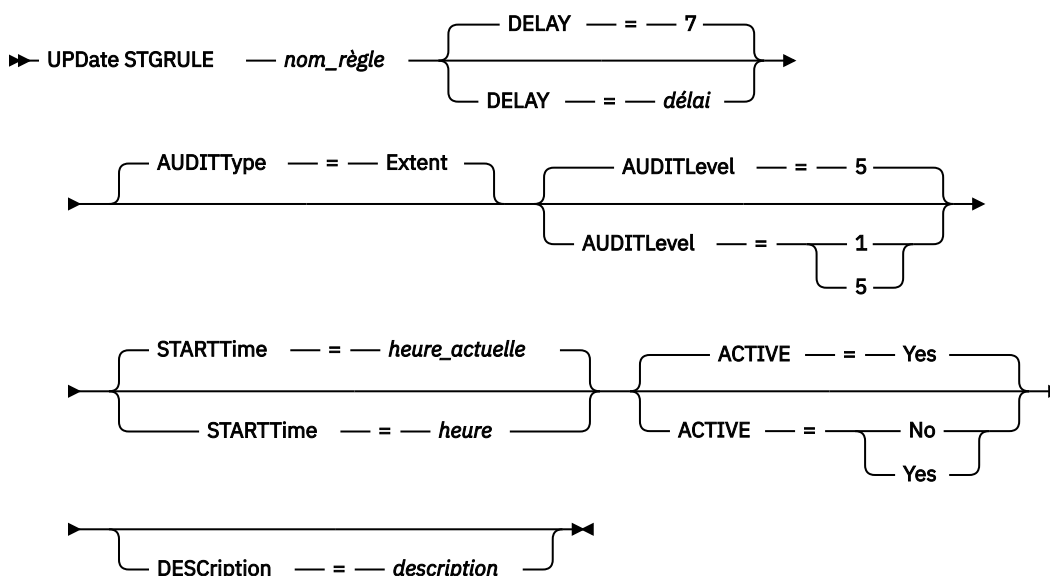 DELAY = 7
UPDate STGRULE nom_règle
DELAY = délai
AUDITType = Extent
AUDITLevel = 5
AUDITLevel = 1
5
STARTTime = heure_actuelle
ACTIVE = Yes
STARTTime = heure
ACTIVE = No
Yes
DESCription = description